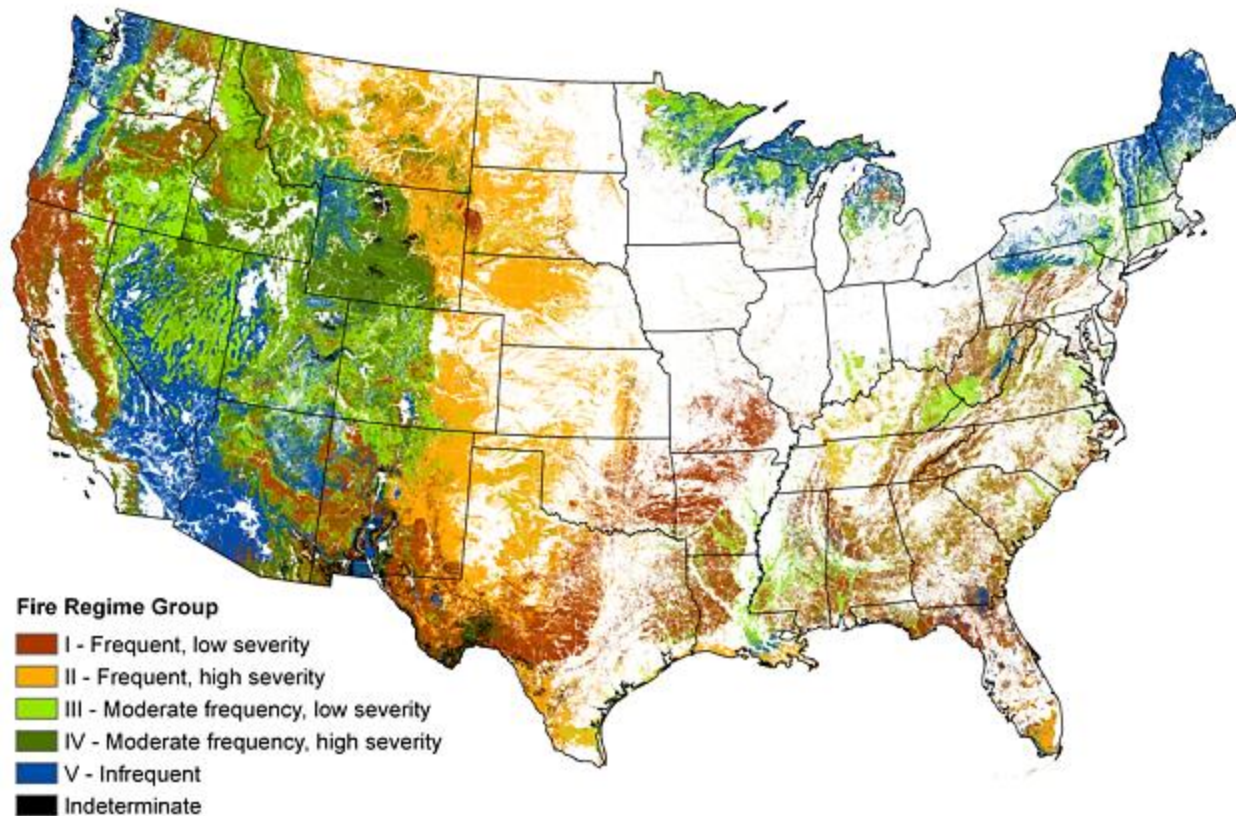 Fire Regime Group
I - Frequent, low severity
II - Frequent, high severity
III - Moderate frequency, low severity
IV - Moderate frequency, high severity
V - Infrequent
Indeterminate